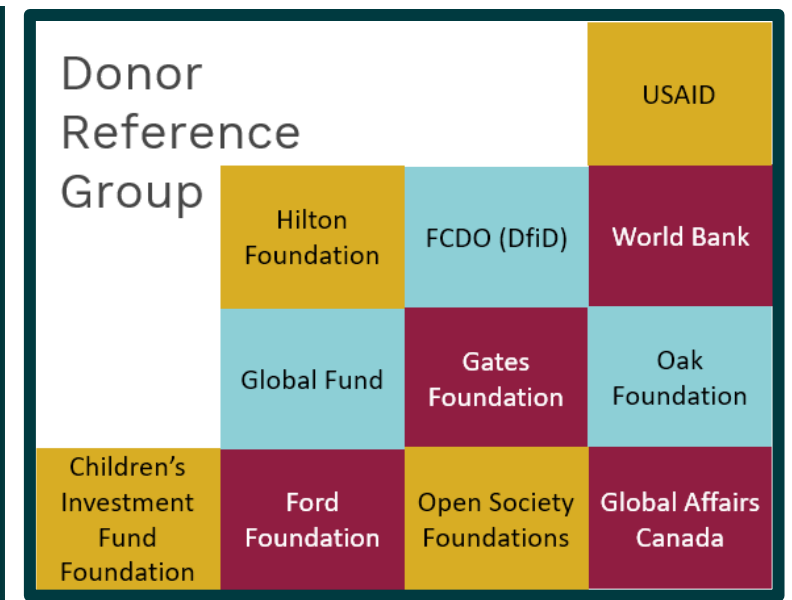 Donor
Reference
Group
USAID
Hilton
Foundation
FCDO (DfiD)
World Bank
Global Fund
Gates
Foundation
Oak
Foundation
Children’s
Investment
Fund
Foundation
Ford
Foundation
Open Society
Foundations
Global Affairs
Canada